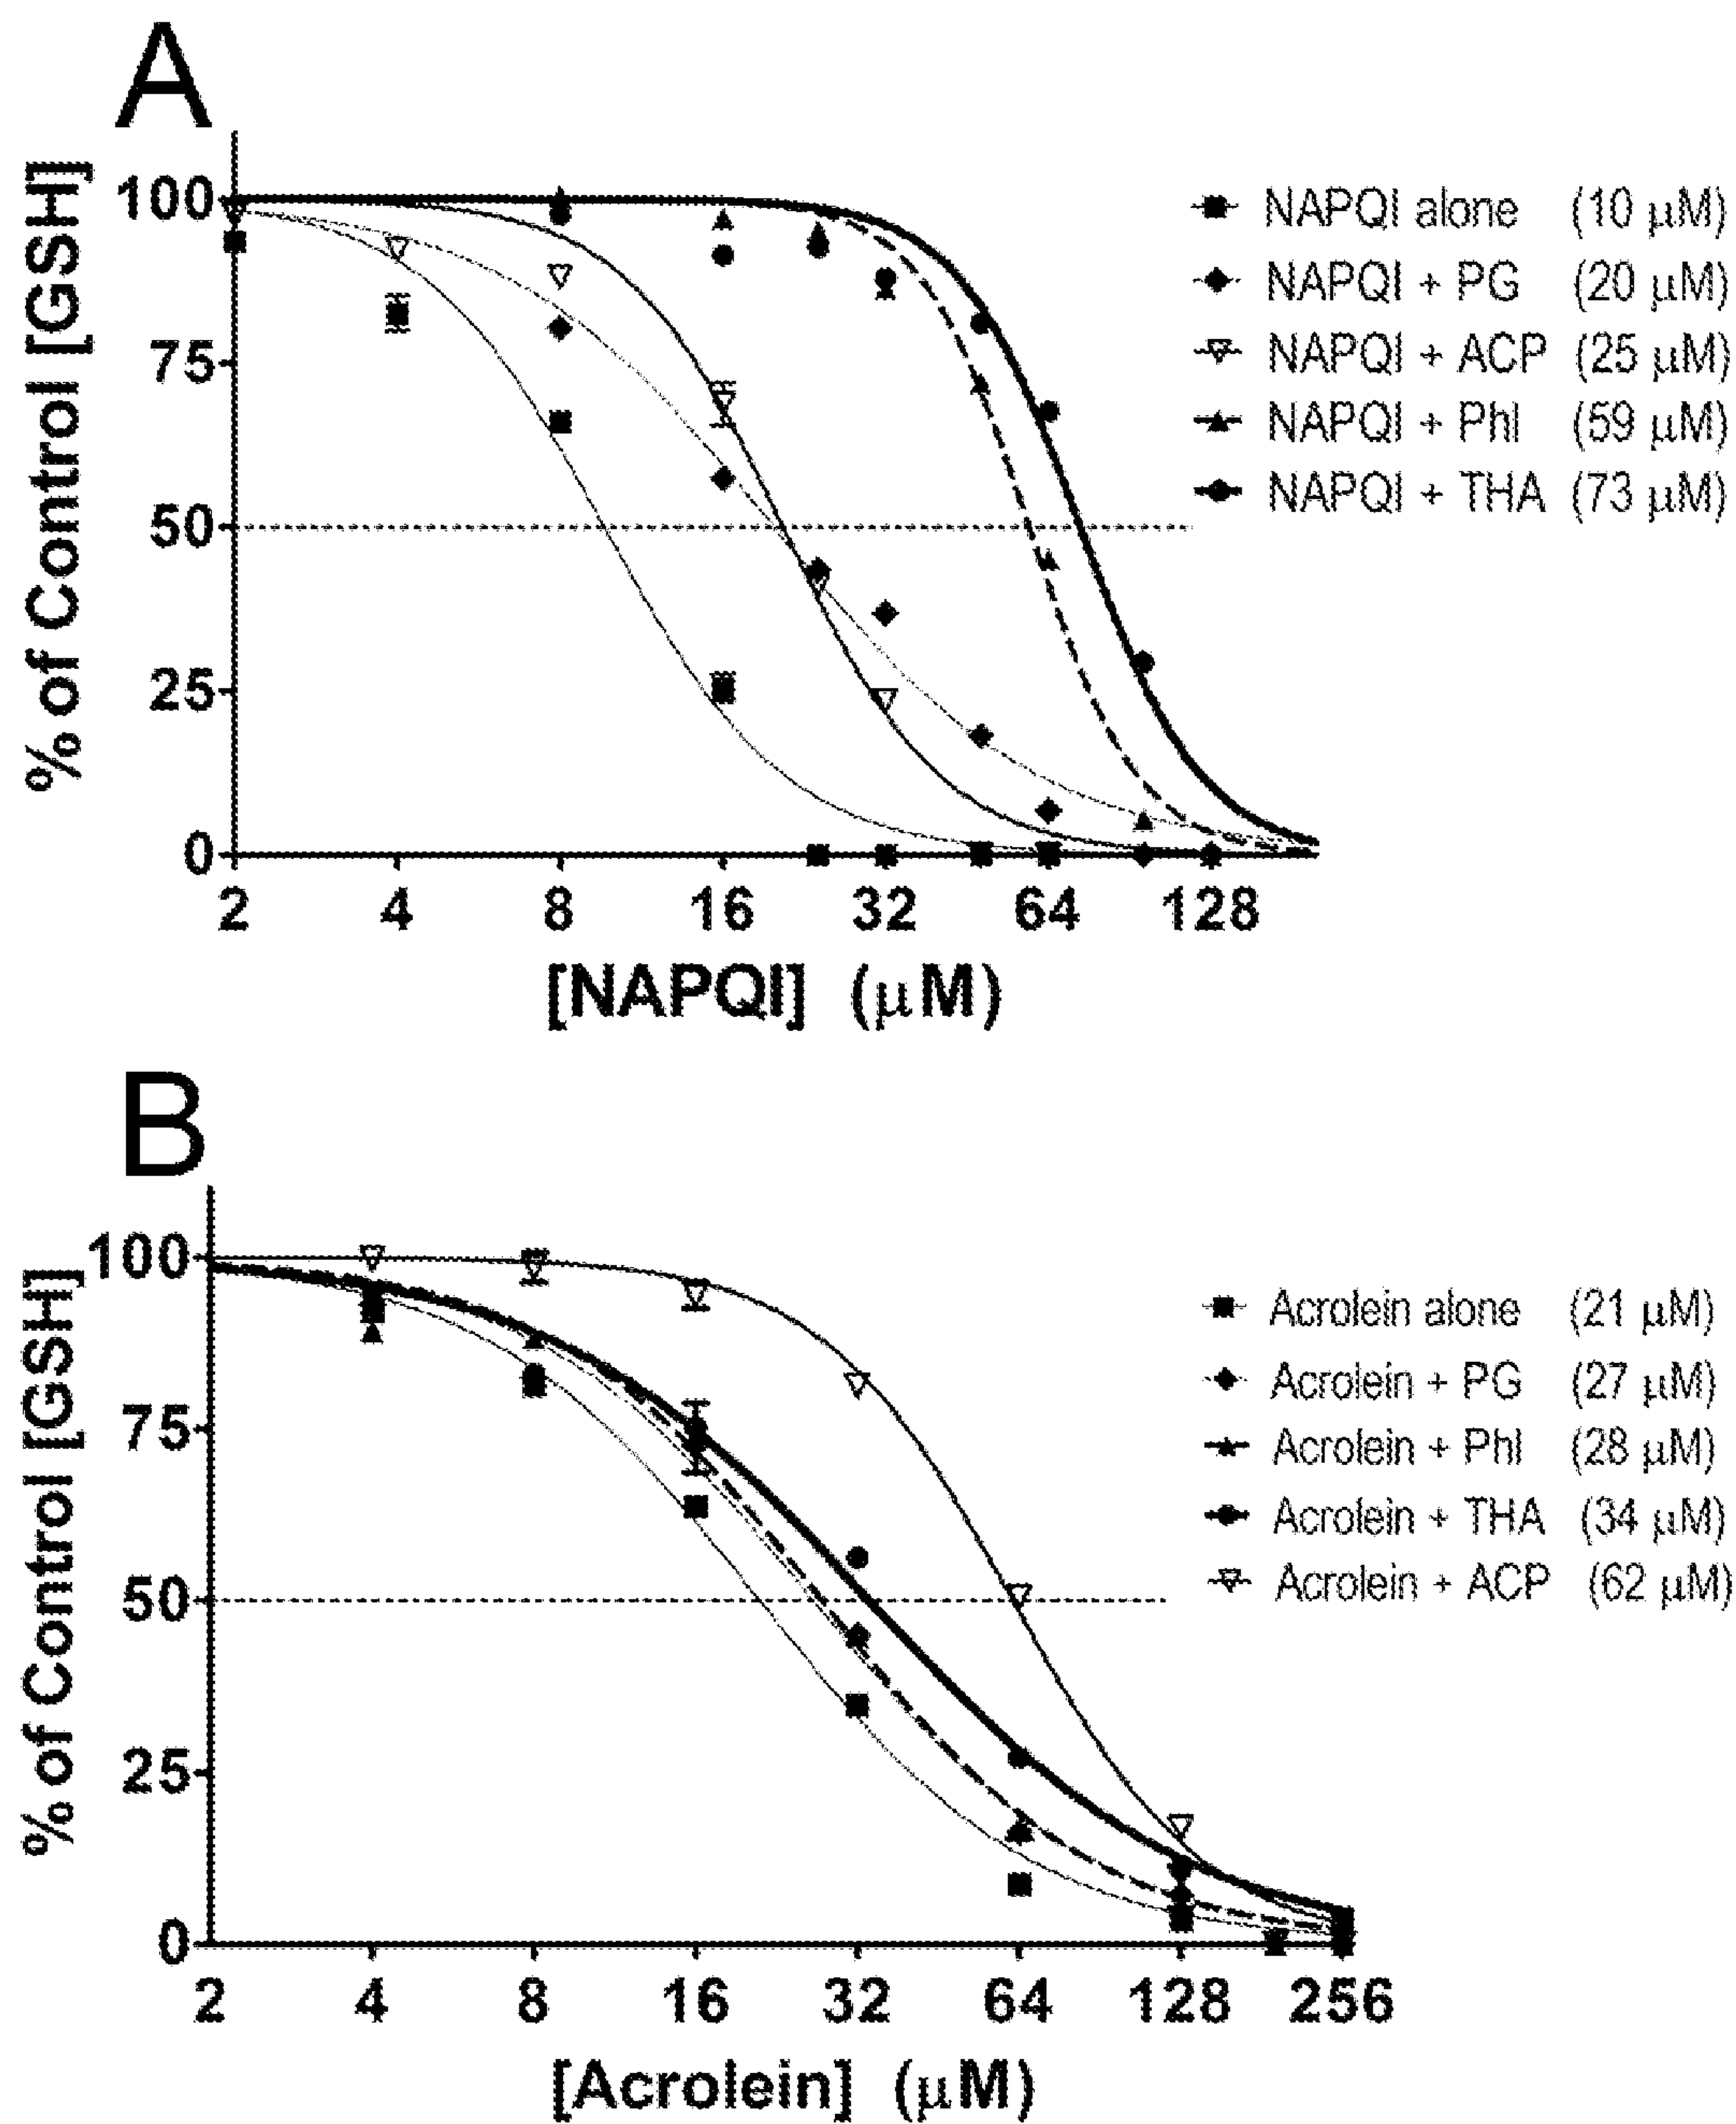 A
% of Control [GSH]
100
75
50
25
0
2 4 8 16 32 64 128
[NAPQI] (μM)
NAPQI alone (10 μM)
NAPQI + PG (20 μM)
NAPQI + ACP (25 μM)
NAPQI + Phl (59 μM)
NAPQI + THA (73 μM)
B
% of Control [GSH]
100
75
50
25
0
2 4 8 16 32 64 128 256
[Acrolein] (μM)
Acrolein alone (21 μM)
Acrolein + PG (27 μM)
Acrolein + Phl (28 μM)
Acrolein + THA (34 μM)
Acrolein + ACP (62 μM)